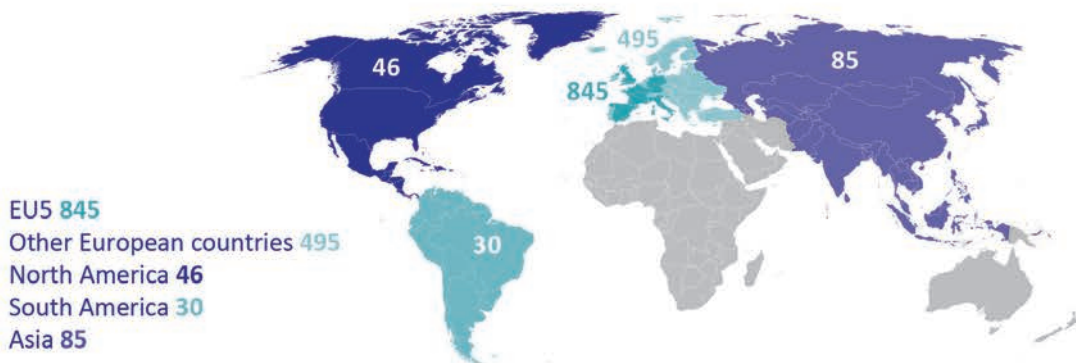 495
46
85
845
30
EU5 845
Other European countries 495
North America 46
South America 30
Asia 85